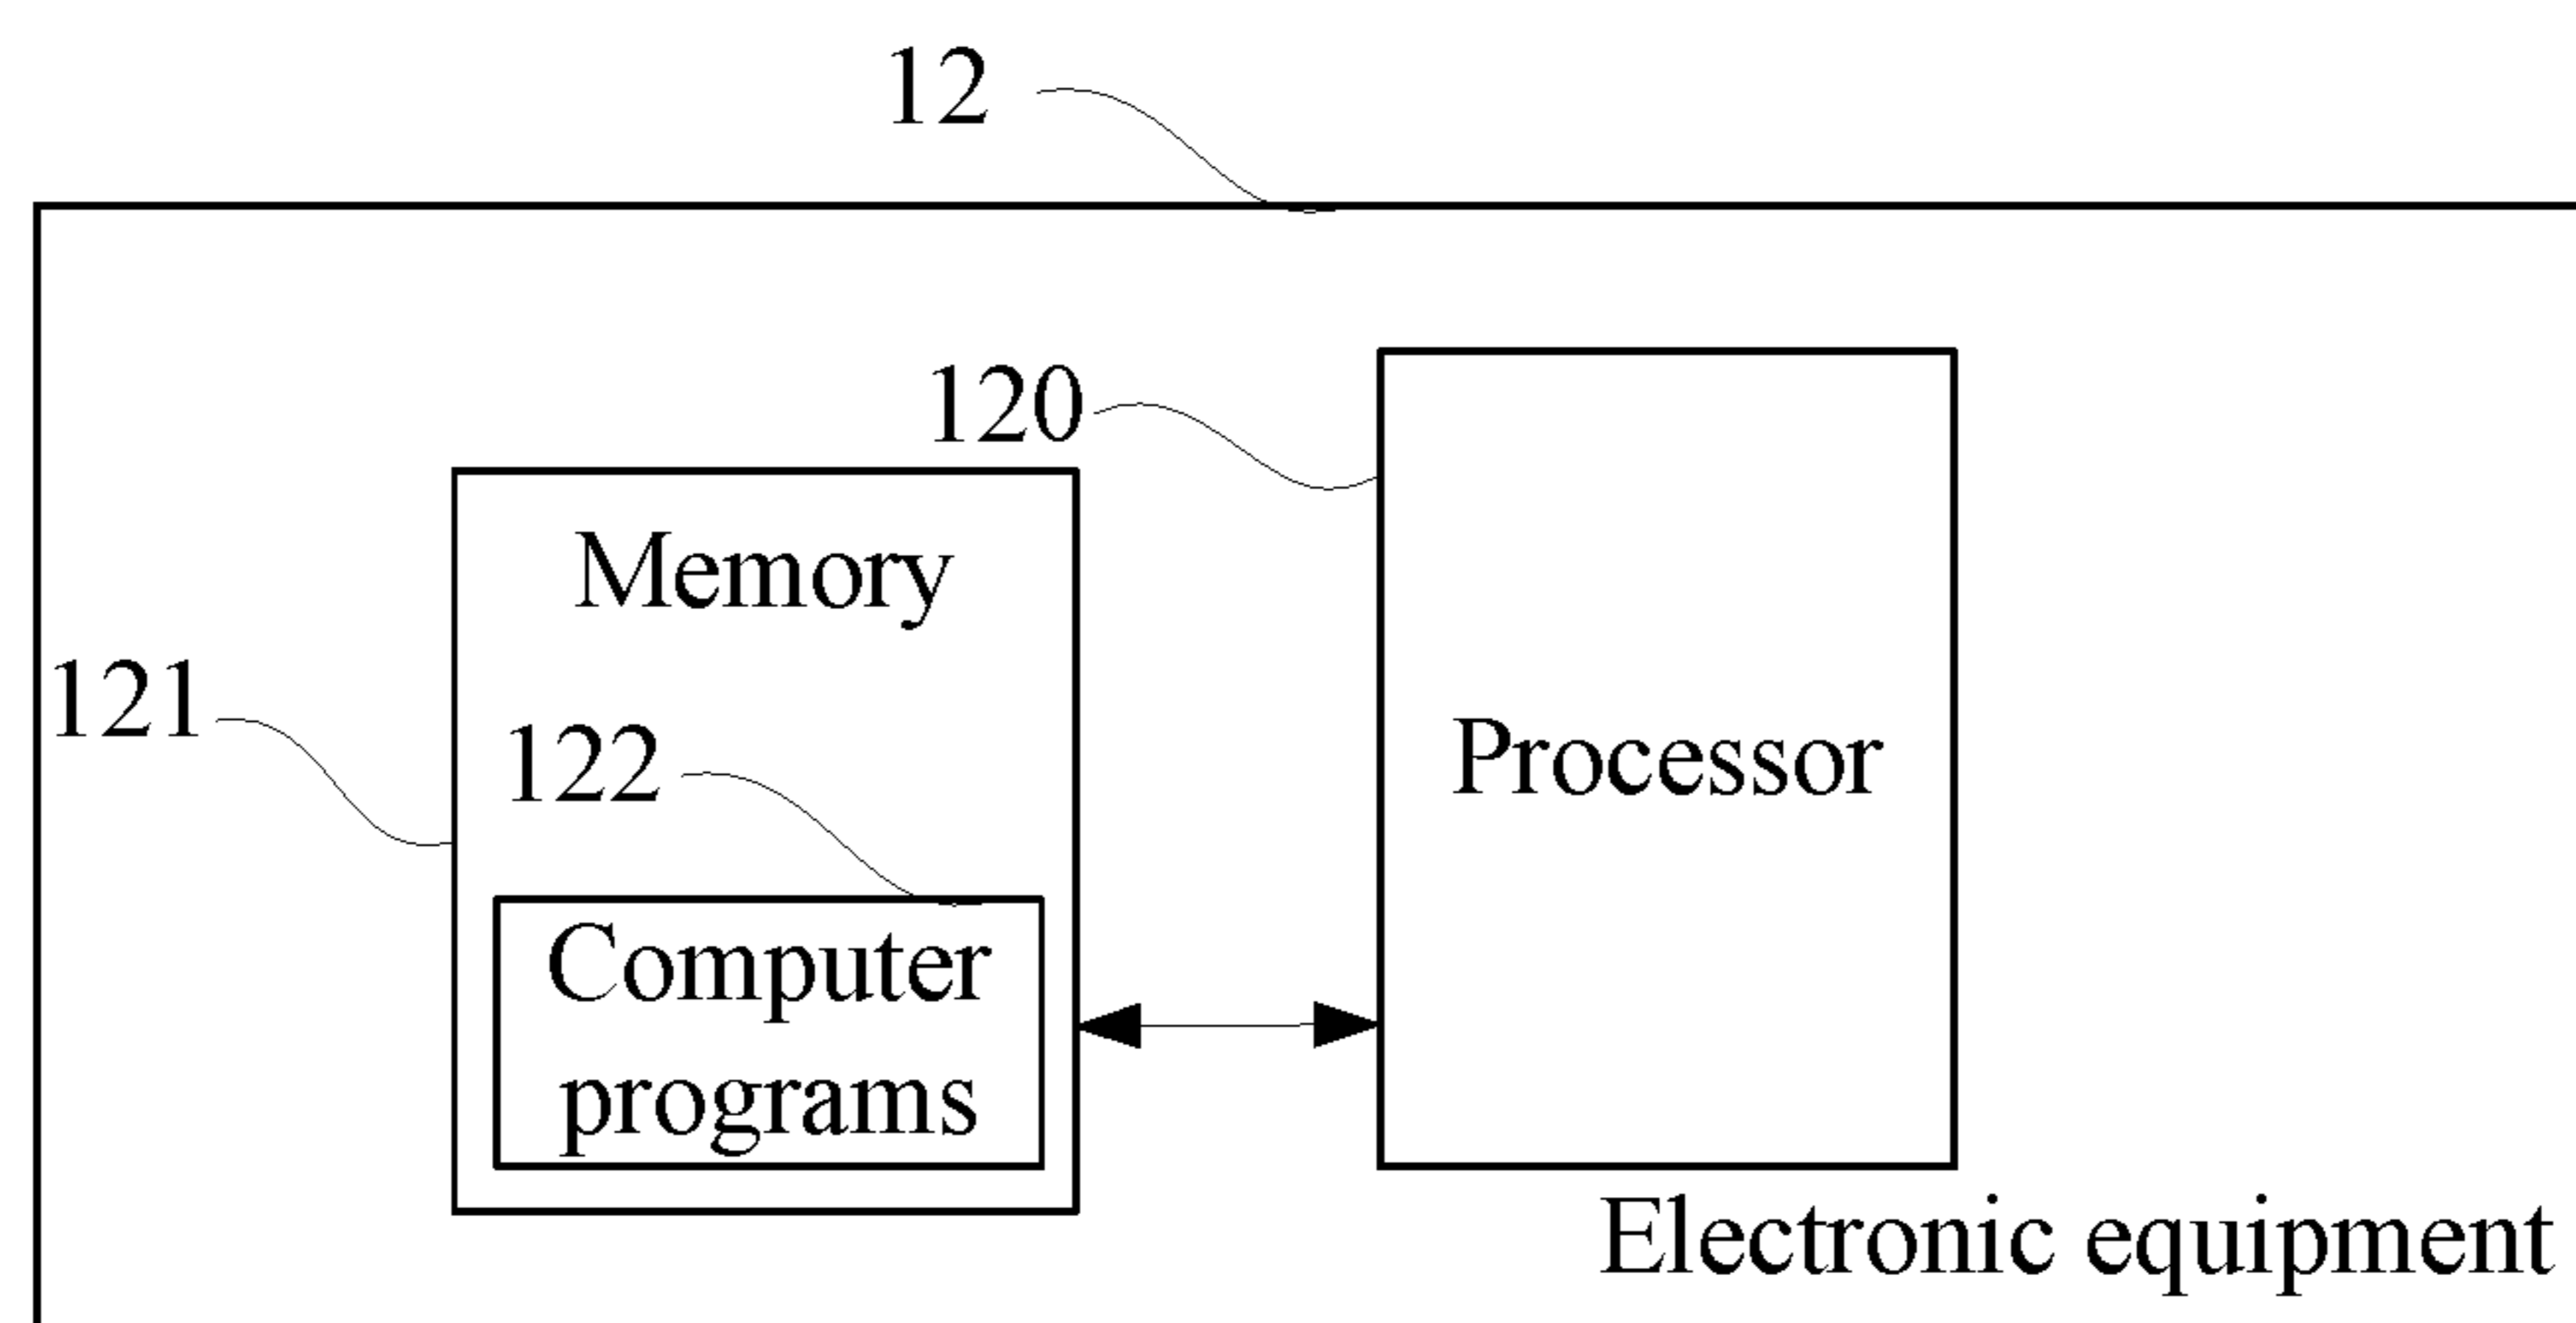 12
120
Memory
121
122
Processor
Computer
programs
Electronic equipment